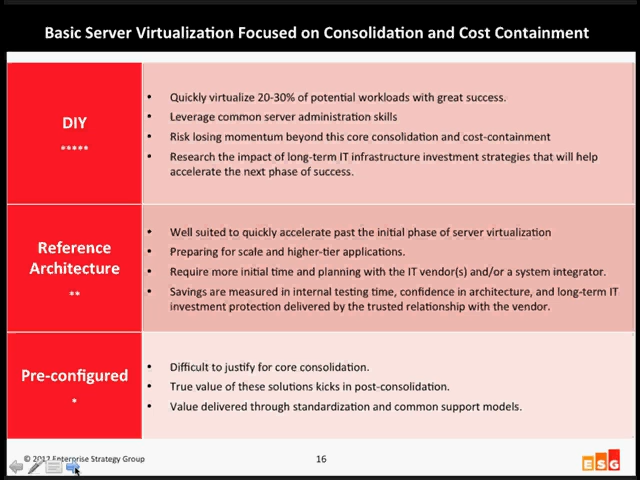 Basic Server Virtualization Focused on Consolidation and Cost Containment
DIY
*****
• Quickly virtualize 20-30% of potential workloads with great success.
• Leverage common server administration skills
• Risk losing momentum beyond this core consolidation and cost-containment
• Research the impact of long-term IT infrastructure investment strategies that will help
accelerate the next phase of success.
Reference
Architecture
**
• Well suited to quickly accelerate past the initial phase of server virtualization
• Preparing for scale and higher-tier applications.
• Require more initial time and planning with the IT vendor(s) and/or a system integrator.
• Savings are measured in internal testing time, confidence in architecture, and long-term IT
investment protection delivered by the trusted relationship with the vendor.
Pre-configured
*
• Difficult to justify for core consolidation.
• True value of these solutions kicks in post-consolidation.
• Value delivered through standardization and common support models.
© Enterprise Strategy Group
16
ESG